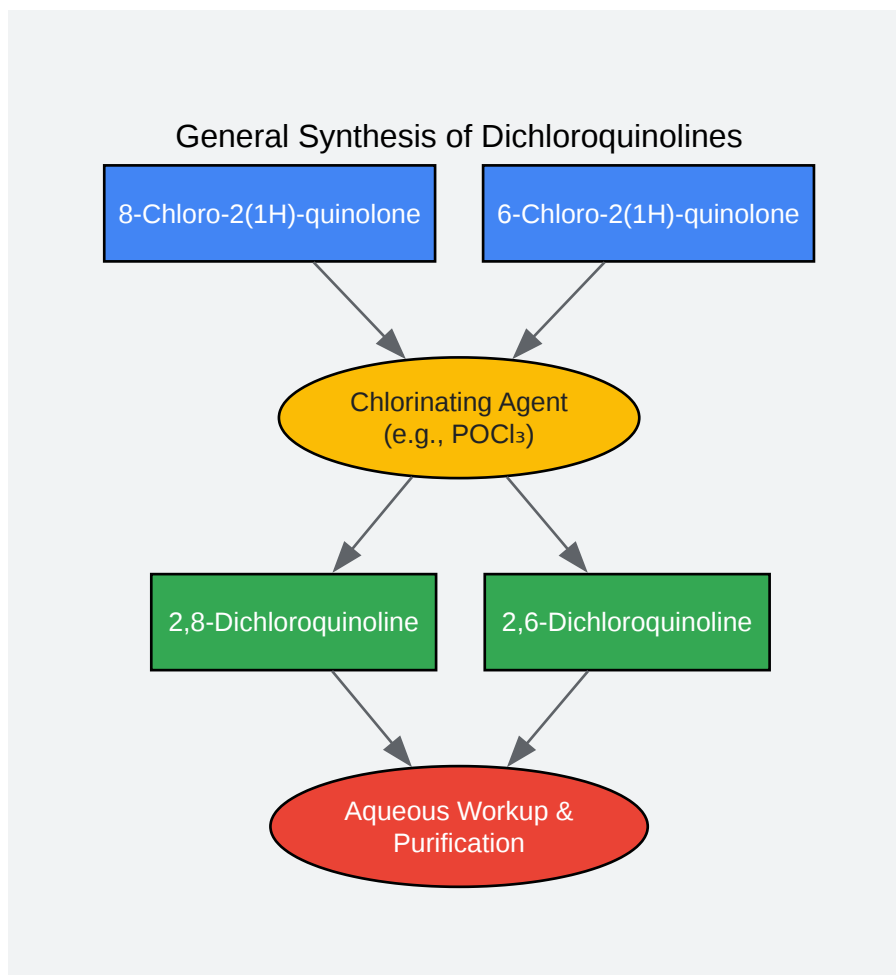 General Synthesis of Dichloroquinolines
8-Chloro-2(1H)-quinolone
6-Chloro-2(1H)-quinolone
Chlorinating Agent
(e.g., POCl₃)
2,8-Dichloroquinoline
2,6-Dichloroquinoline
Aqueous Workup &
Purification